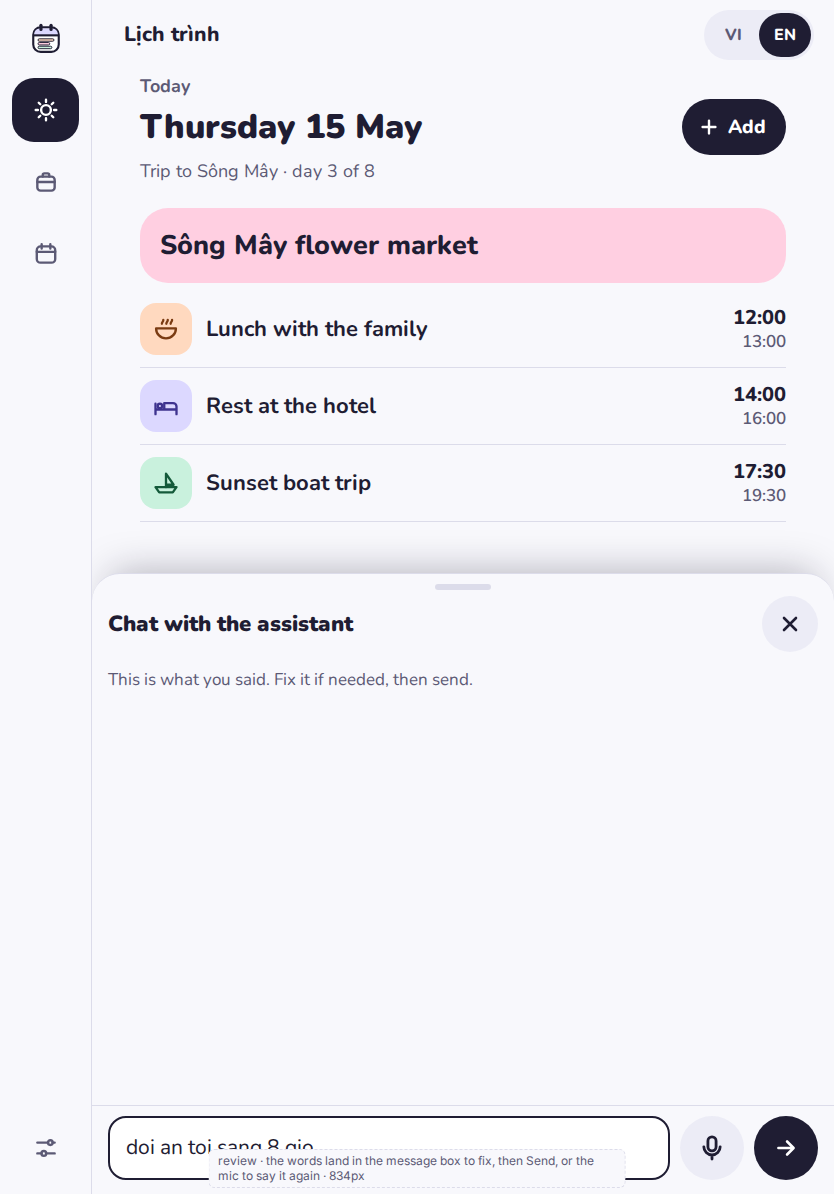 Lịch trình
VI
EN
Today
Thursday 15 May
Add
Trip to Sông Mây · day 3 of 8
Sông Mây flower market
Lunch with the family
12:00
13:00
Rest at the hotel
14:00
16:00
Sunset boat trip
17:30
19:30
Chat with the assistant
This is what you said. Fix it if needed, then send.
doi an toi sang 8 gio
review · the words land in the message box to fix, then Send, or the
mic to say it again · 834px